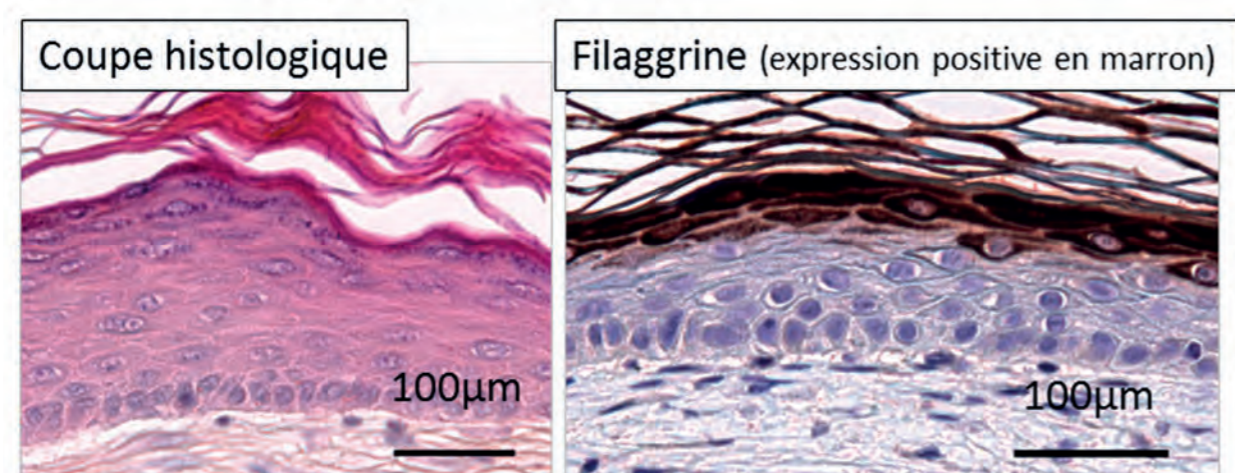 Coupe histologique
Filaggrine (expression positive en marron)
100µm
100µm